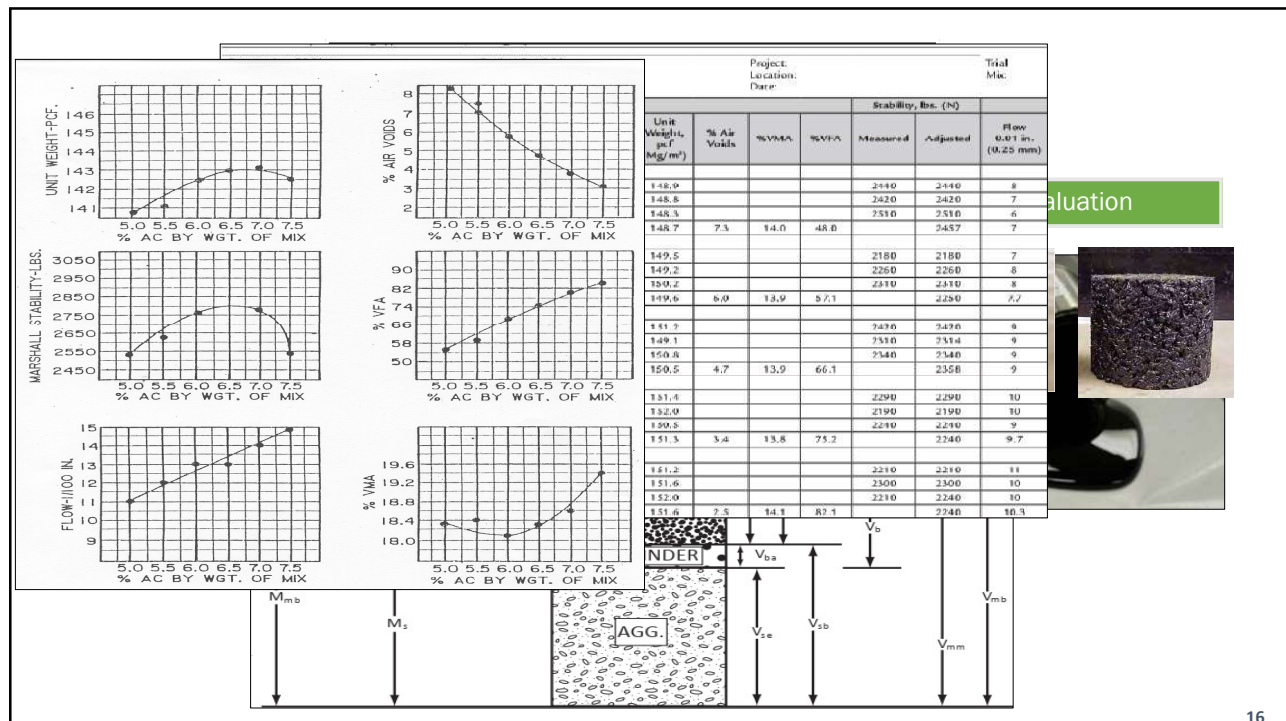 Project:
Location:
Date:
Trial
Mix:
Stability, lbs. (N)
Unit Weight, pcf Mg/m³) % Air Voids %VMA %VFA Measured Adjusted Flow 0.01 in. (0.25 mm)
148.9 2440 2440 8
148.8 2420 2420 7
148.3 2510 2510 6
148.7 7.3 14.0 48.0 2457 7
149.5 2180 2180 7
149.2 2260 2260 8
150.2 2310 2310 8
149.6 6.0 13.9 57.1 2250 7.7
151.2 2420 2420 9
149.1 2310 2314 9
150.8 2340 2340 9
150.5 4.7 13.9 66.1 2358 9
151.4 2290 2290 10
152.0 2190 2190 10
150.5 2240 2240 9
151.3 3.4 13.8 75.2 2240 9.7
151.2 2210 2210 11
151.6 2300 2300 10
152.0 2210 2240 10
151.6 2.5 14.1 82.1 2240 10.3
aluation
UNIT WEIGHT-PCF.
146
145
144
143
142
141
5.0 5.5 6.0 6.5 7.0 7.5
% AC BY WGT. OF MIX
% AIR VOIDS
8
7
6
5
4
3
2
5.0 5.5 6.0 6.5 7.0 7.5
% AC BY WGT. OF MIX
MARSHALL STABILITY-LBS.
3050
2950
2850
2750
2650
2550
2450
5.0 5.5 6.0 6.5 7.0 7.5
% AC BY WGT. OF MIX
% VFA
90
82
74
66
58
50
5.0 5.5 6.0 6.5 7.0 7.5
% AC BY WGT. OF MIX
FLOW-1/100 IN.
15
14
13
12
11
10
9
5.0 5.5 6.0 6.5 7.0 7.5
% AC BY WGT. OF MIX
% VMA
19.6
19.2
18.8
18.4
18.0
5.0 5.5 6.0 6.5 7.0 7.5
% AC BY WGT. OF MIX
NDER
AGG.
Mmb
Ms
Vb
Vba
Vse
Vsb
Vmm
Vmb
16